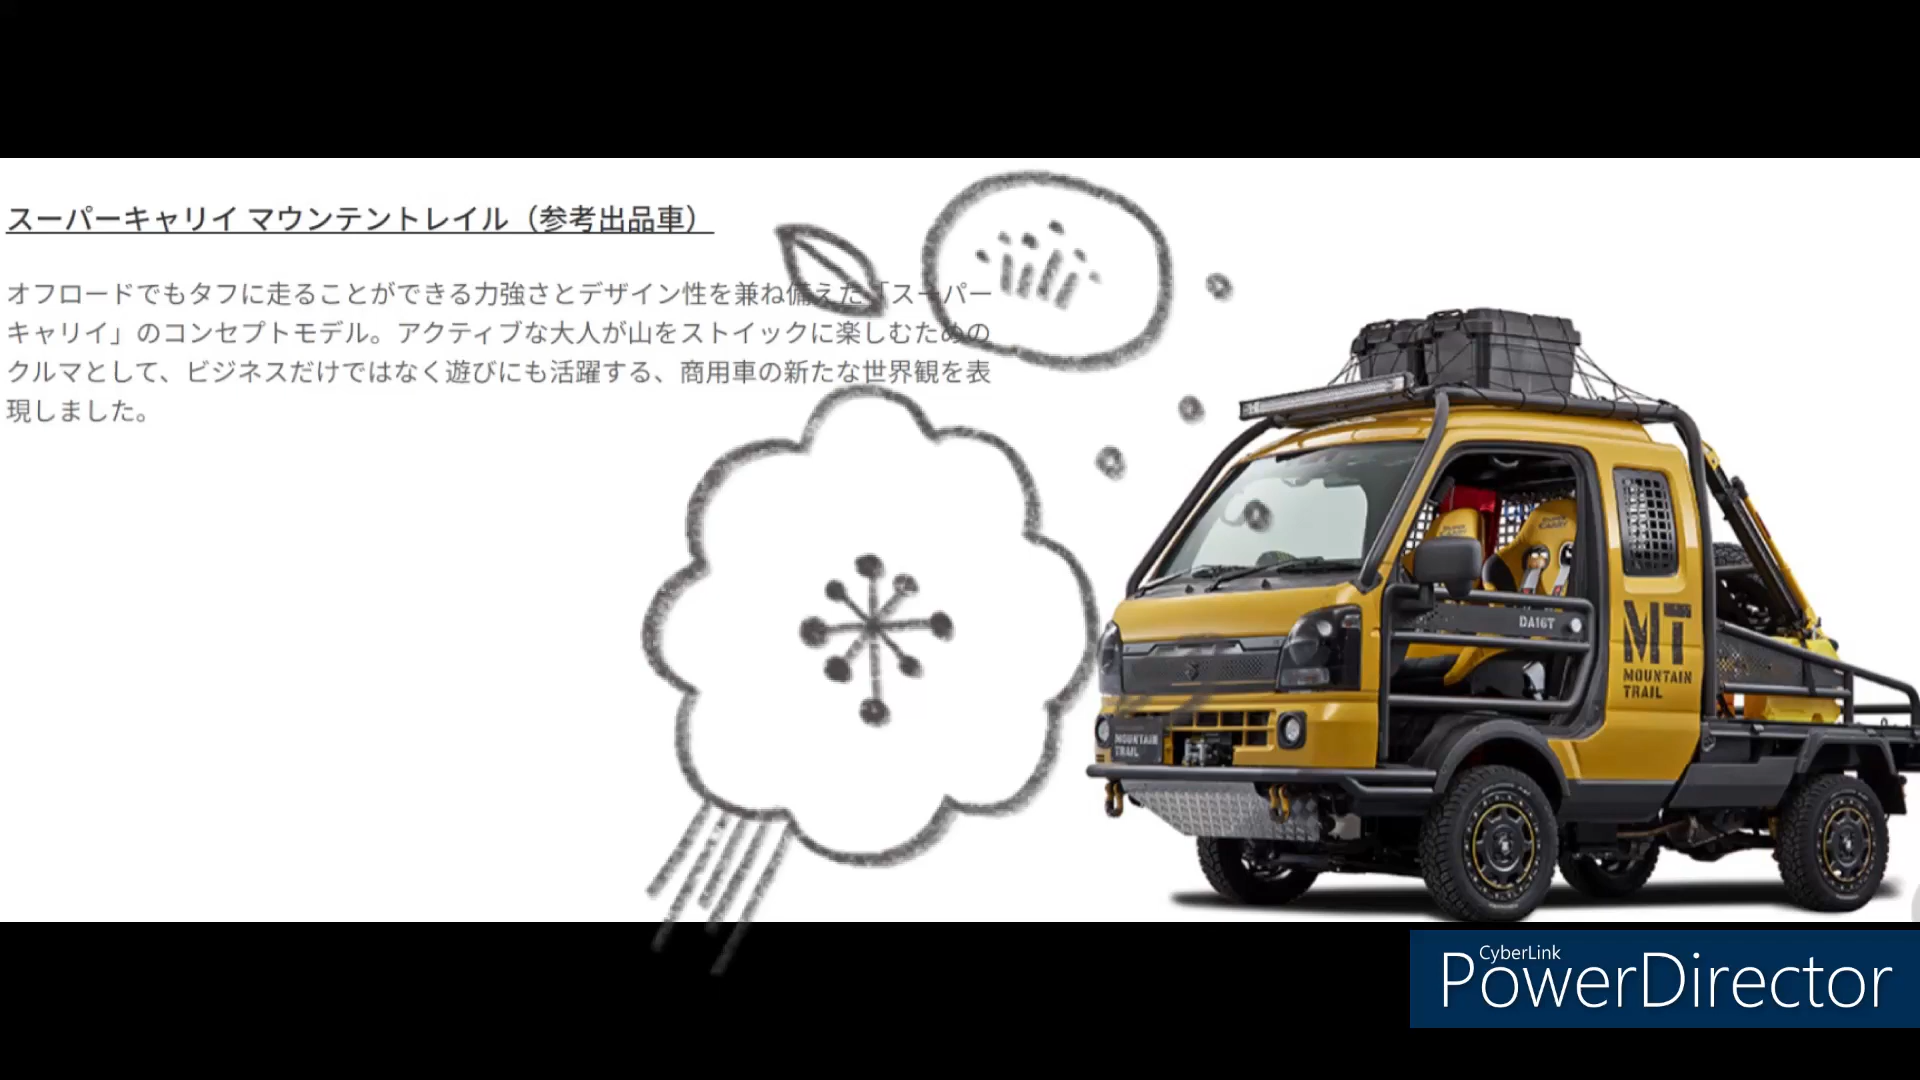 スーパーキャリイ マウンテントレイル（参考出品車）
オフロードでもタフに走ることができる力強さとデザイン性を兼ね備えた「スーパー
キャリイ」のコンセプトモデル。アクティブな大人が山をストイックに楽しむための
クルマとして、ビジネスだけではなく遊びにも活躍する、商用車の新たな世界観を表
現しました。
DA16T
MT
MOUNTAIN
TRAIL
MOUNTAIN
TRAIL
CyberLink
PowerDirector